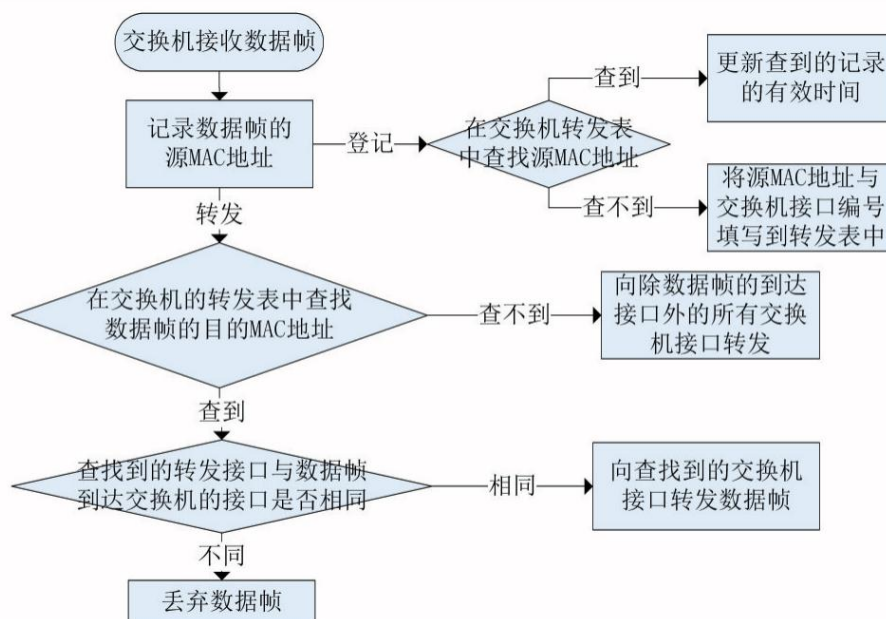 交换机接收数据帧
记录数据帧的
源MAC地址
登记
在交换机转发表
中查找源MAC地址
查到
更新查到的记录
的有效时间
查不到
将源MAC地址与
交换机接口编号
填写到转发表中
转发
在交换机的转发表中查找
数据帧的目的MAC地址
查不到
向除数据帧的到达
接口外的所有交换
机接口转发
查到
查找到的转发接口与数据帧
到达交换机的接口是否相同
相同
向查找到的交换机
接口转发数据帧
不同
丢弃数据帧